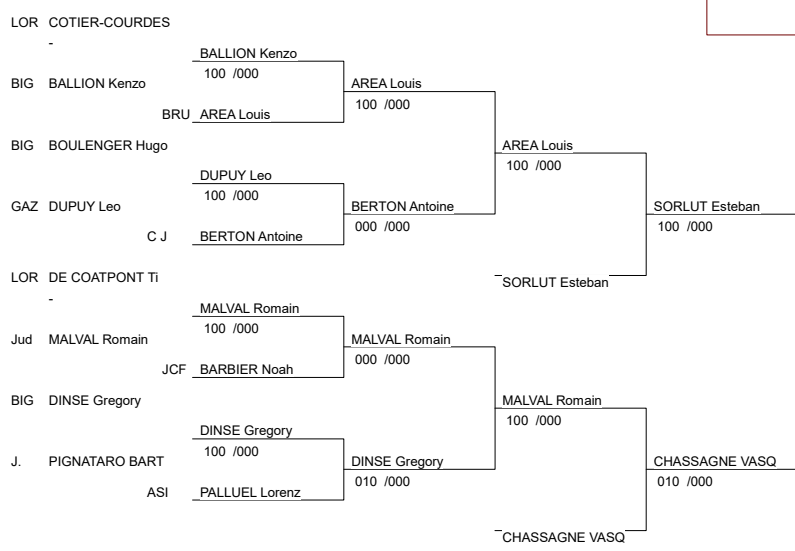 LOR COTIER-COURDES
-
BALLION Kenzo
100 /000
BIG BALLION Kenzo
AREA Louis
100 /000
BRU AREA Louis
BIG BOULENGER Hugo
AREA Louis
100 /000
DUPUY Leo
100 /000
GAZ DUPUY Leo
BERTON Antoine
000 /000
SORLUT Esteban
100 /000
C J BERTON Antoine
LOR DE COATPONT Ti
-
SORLUT Esteban
MALVAL Romain
100 /000
Jud MALVAL Romain
MALVAL Romain
000 /000
JCF BARBIER Noah
BIG DINSE Gregory
MALVAL Romain
100 /000
DINSE Gregory
100 /000
J. PIGNATARO BART
DINSE Gregory
010 /000
CHASSAGNE VASQ
010 /000
ASI PALLUEL Lorenz
CHASSAGNE VASQ